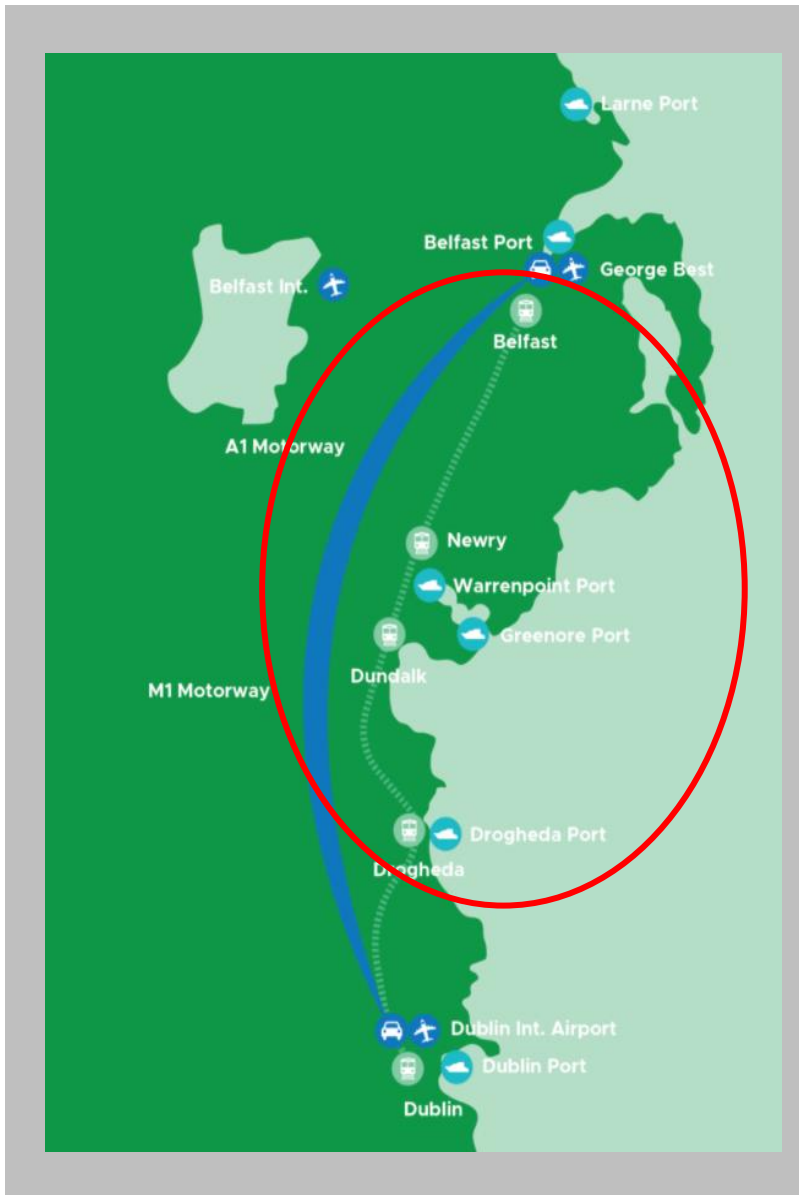 Larne Port
Belfast Port
George Best
Belfast Int.
Belfast
A1 Motorway
Newry
Warrenpoint Port
Greenore Port
Dundalk
M1 Motorway
Drogheda Port
Drogheda
Dublin Int. Airport
Dublin Port
Dublin